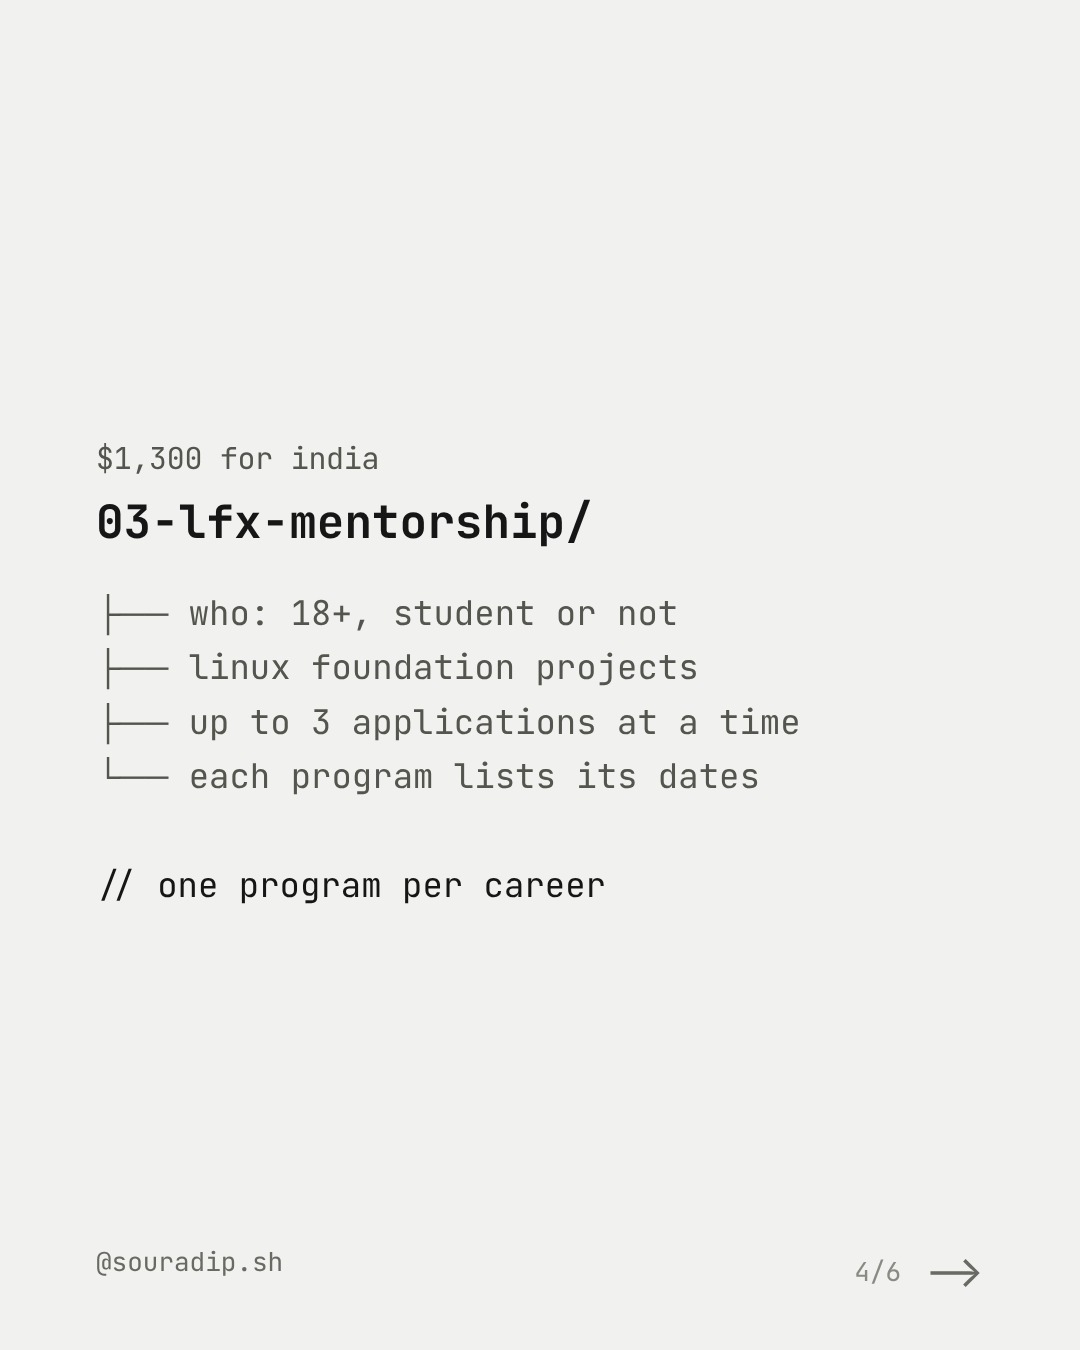 $1,300 for india
03-lfx-mentorship/
├── who: 18+, student or not
├── linux foundation projects
├── up to 3 applications at a time
└── each program lists its dates
// one program per career
@souradip.sh
4/6 →